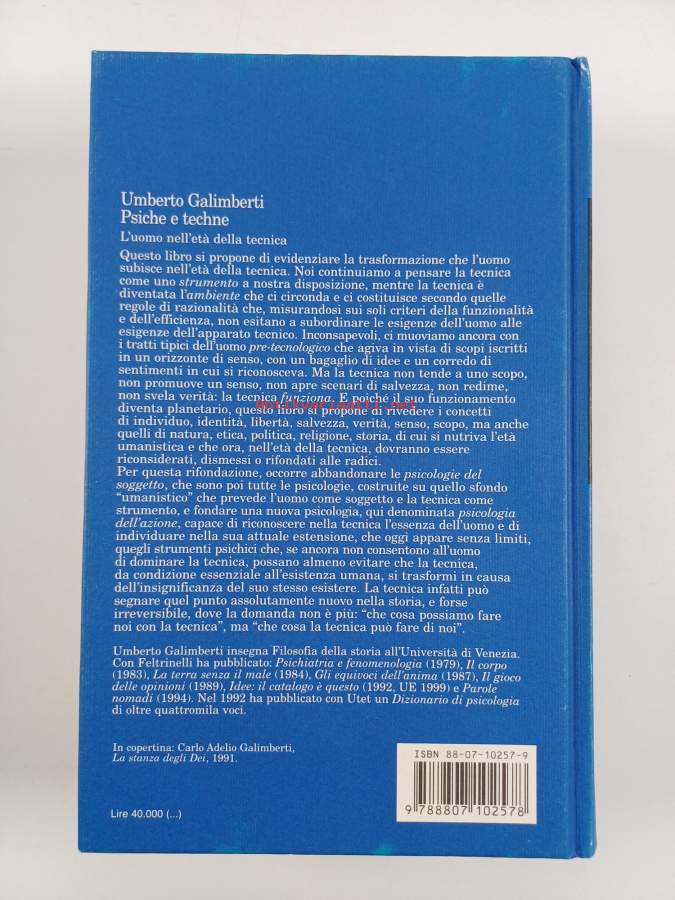 Umberto Galimberti
Psiche e techne
L'uomo nell'età della tecnica
Questo libro si propone di evidenziare la trasformazione che l'uomo
subisce nell'età della tecnica. Noi continuiamo a pensare la tecnica
come uno strumento a nostra disposizione, mentre la tecnica è
diventata l'ambiente che ci circonda e ci costituisce secondo quelle
regole di razionalità che, misurandosi sui soli criteri della funzionalità
e dell'efficienza, non esitano a subordinare le esigenze dell'uomo alle
esigenze dell'apparato tecnico. Inconsapevoli, ci muoviamo ancora con
i tratti tipici dell'uomo pre-tecnologico che agiva in vista di scopi iscritti
in un orizzonte di senso, con un bagaglio di idee e un corredo di
sentimenti in cui si riconosceva. Ma la tecnica non tende a uno scopo,
non promuove un senso, non apre scenari di salvezza, non redime,
non svela verità: la tecnica funziona. E poiché il suo funzionamento
antikvariaatti.net
diventa planetario, questo libro si propone di rivedere i concetti
di individuo, identità, libertà, salvezza, verità, senso, scopo, ma anche
quelli di natura, etica, politica, religione, storia, di cui si nutriva l'età
umanistica e che ora, nell'età della tecnica, dovranno essere
riconsiderati, dismessi o rifondati alle radici.
Per questa rifondazione, occorre abbandonare le psicologie del
soggetto, che sono poi tutte le psicologie, costruite su quello sfondo
“umanistico” che prevede l'uomo come soggetto e la tecnica come
strumento, e fondare una nuova psicologia, qui denominata psicologia
dell'azione, capace di riconoscere nella tecnica l'essenza dell'uomo e di
individuare nella sua attuale estensione, che oggi appare senza limiti,
quegli strumenti psichici che, se ancora non consentono all'uomo
di dominare la tecnica, possano almeno evitare che la tecnica,
da condizione essenziale all'esistenza umana, si trasformi in causa
dell'insignificanza del suo stesso esistere. La tecnica infatti può
segnare quel punto assolutamente nuovo nella storia, e forse
irreversibile, dove la domanda non è più: “che cosa possiamo fare
noi con la tecnica”, ma “che cosa la tecnica può fare di noi”.
Umberto Galimberti insegna Filosofia della storia all'Università di Venezia.
Con Feltrinelli ha pubblicato: Psichiatria e fenomenologia (1979), Il corpo
(1983), La terra senza il male (1984), Gli equivoci dell'anima (1987), Il gioco
delle opinioni (1989), Idee: il catalogo è questo (1992, UE 1999) e Parole
nomadi (1994). Nel 1992 ha pubblicato con Utet un Dizionario di psicologia
di oltre quattromila voci.
In copertina: Carlo Adelio Galimberti,
La stanza degli Dei, 1991.
ISBN 88-07-10257-9
9 788807 102578
Lire 40.000 (...)